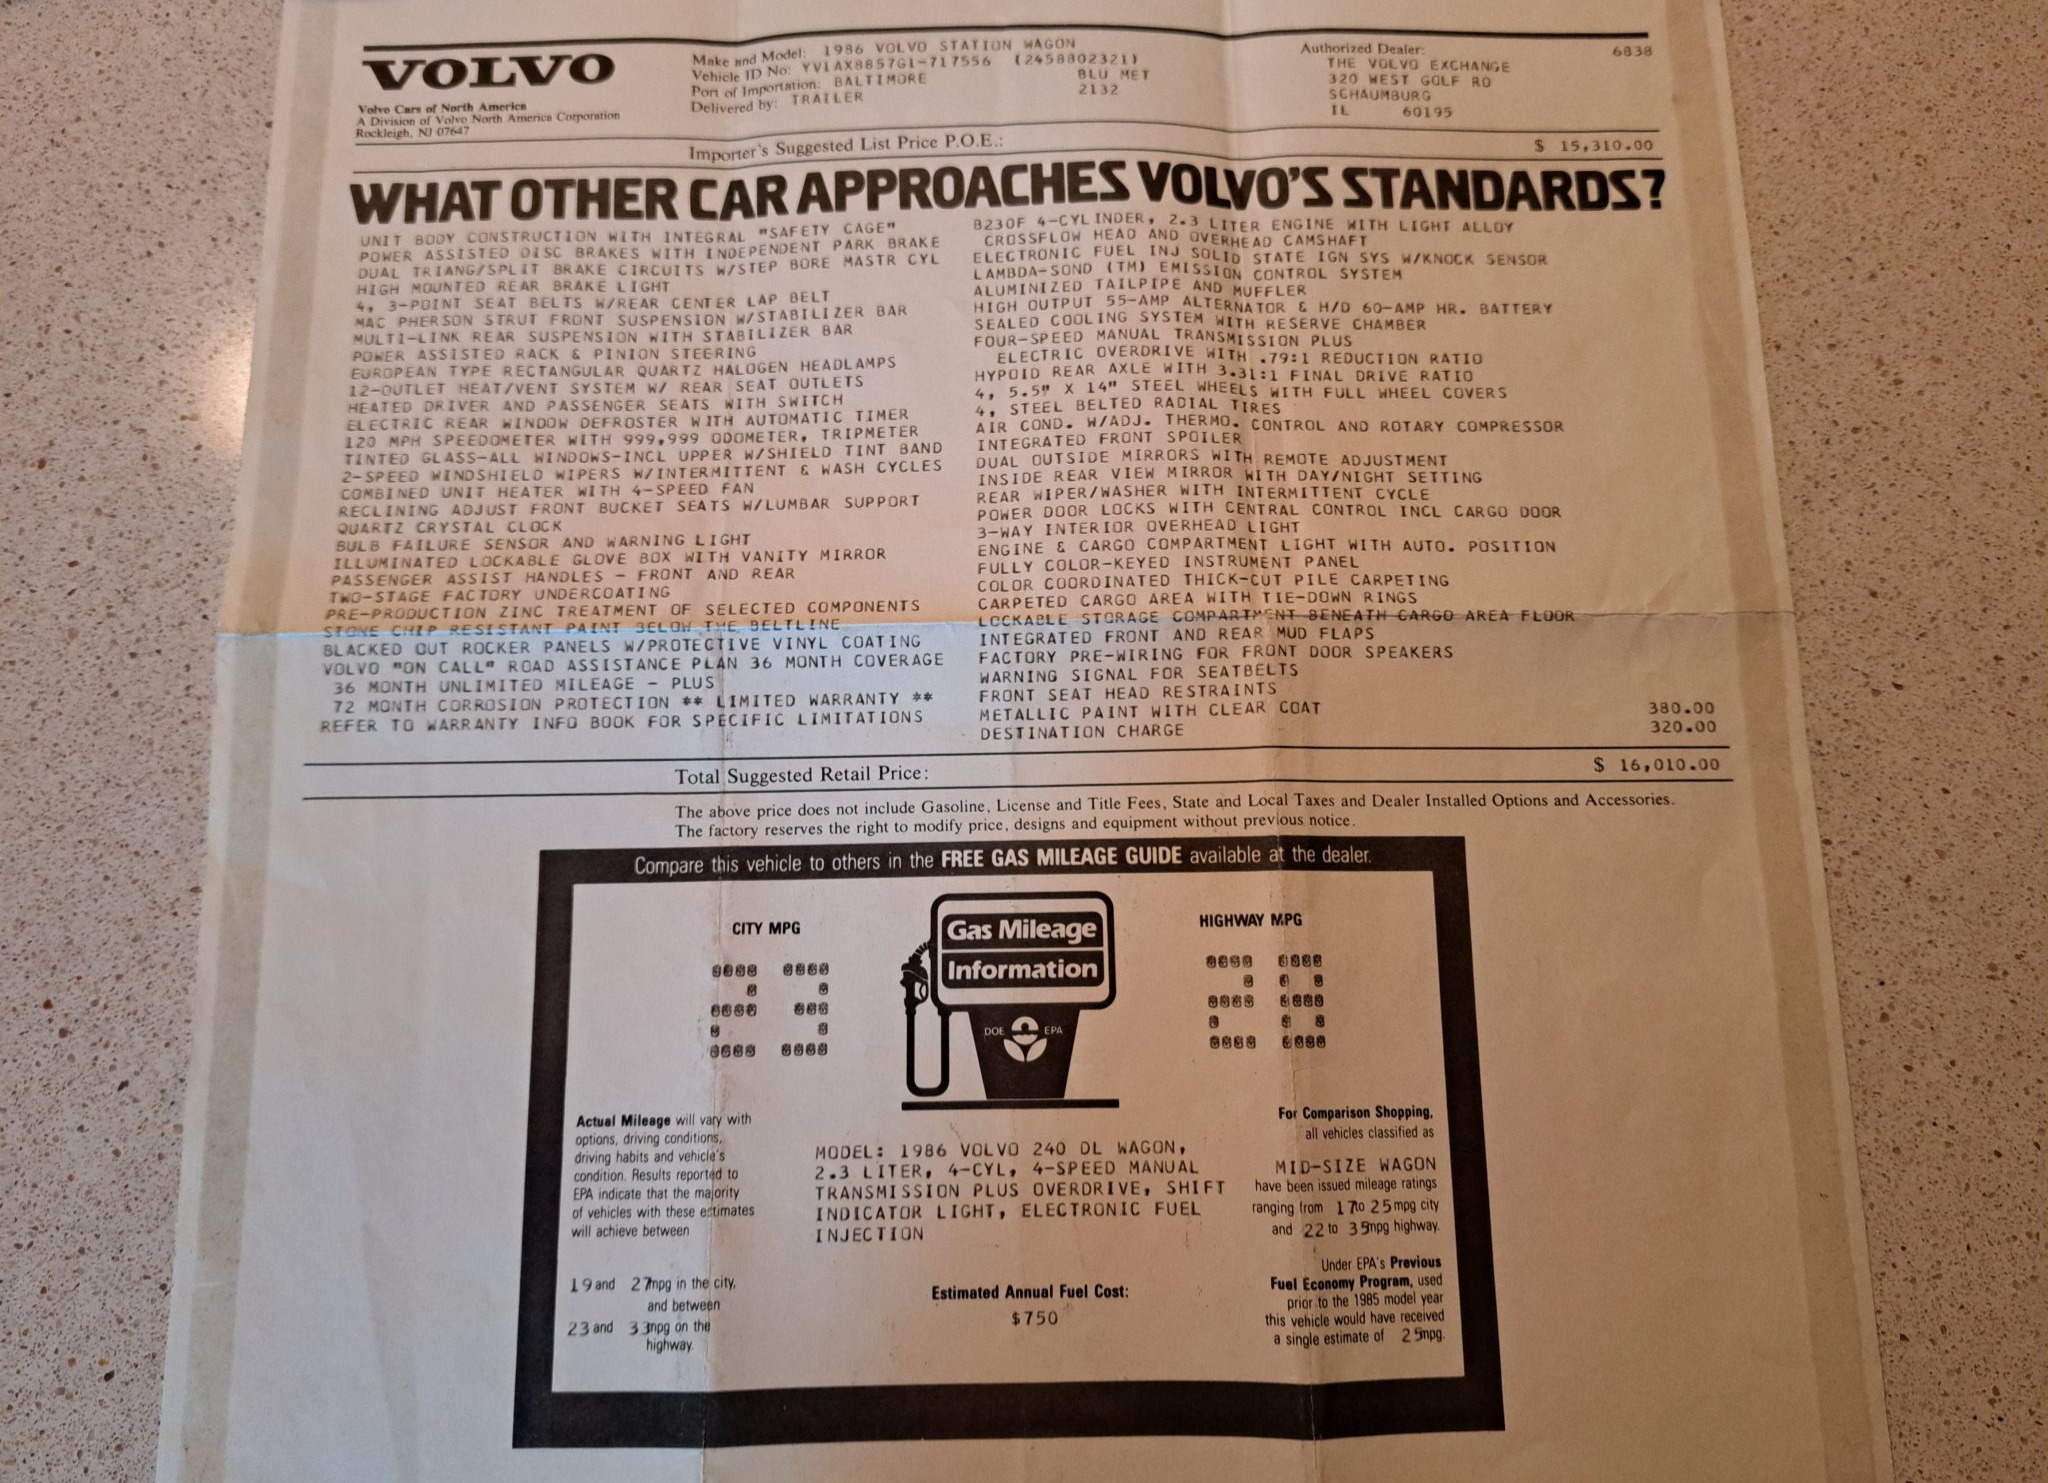 VOLVO
Volvo Cars of North America
A Division of Volvo North America Corporation
Rockleigh, NJ 07647
Make and Model: 1986 VOLVO STATION WAGON
Vehicle ID No: YV1AX8857G1-717556 (2458802321)
Port of Importation: BALTIMORE BLU MET
Delivered by: TRAILER 2132
Authorized Dealer: 6838
THE VOLVO EXCHANGE
320 WEST GOLF RD
SCHAUMBURG
IL 60195
Importer's Suggested List Price P.O.E.: $ 15,310.00
WHAT OTHER CAR APPROACHES VOLVO'S STANDARDS?
UNIT BODY CONSTRUCTION WITH INTEGRAL "SAFETY CAGE"
POWER ASSISTED DISC BRAKES WITH INDEPENDENT PARK BRAKE
DUAL TRIANG/SPLIT BRAKE CIRCUITS W/STEP BORE MASTR CYL
HIGH MOUNTED REAR BRAKE LIGHT
4, 3-POINT SEAT BELTS W/REAR CENTER LAP BELT
MAC PHERSON STRUT FRONT SUSPENSION W/STABILIZER BAR
MULTI-LINK REAR SUSPENSION WITH STABILIZER BAR
POWER ASSISTED RACK & PINION STEERING
EUROPEAN TYPE RECTANGULAR QUARTZ HALOGEN HEADLAMPS
12-OUTLET HEAT/VENT SYSTEM W/ REAR SEAT OUTLETS
HEATED DRIVER AND PASSENGER SEATS WITH SWITCH
ELECTRIC REAR WINDOW DEFROSTER WITH AUTOMATIC TIMER
120 MPH SPEEDOMETER WITH 999,999 ODOMETER, TRIPMETER
TINTED GLASS-ALL WINDOWS-INCL UPPER W/SHIELD TINT BAND
2-SPEED WINDSHIELD WIPERS W/INTERMITTENT & WASH CYCLES
COMBINED UNIT HEATER WITH 4-SPEED FAN
RECLINING ADJUST FRONT BUCKET SEATS W/LUMBAR SUPPORT
QUARTZ CRYSTAL CLOCK
BULB FAILURE SENSOR AND WARNING LIGHT
ILLUMINATED LOCKABLE GLOVE BOX WITH VANITY MIRROR
PASSENGER ASSIST HANDLES - FRONT AND REAR
TWO-STAGE FACTORY UNDERCOATING
PRE-PRODUCTION ZINC TREATMENT OF SELECTED COMPONENTS
STONE CHIP RESISTANT PAINT BELOW THE BELTLINE
BLACKED OUT ROCKER PANELS W/PROTECTIVE VINYL COATING
VOLVO "ON CALL" ROAD ASSISTANCE PLAN 36 MONTH COVERAGE
36 MONTH UNLIMITED MILEAGE - PLUS
72 MONTH CORROSION PROTECTION ** LIMITED WARRANTY **
REFER TO WARRANTY INFO BOOK FOR SPECIFIC LIMITATIONS
B230F 4-CYLINDER, 2.3 LITER ENGINE WITH LIGHT ALLOY
CROSSFLOW HEAD AND OVERHEAD CAMSHAFT
ELECTRONIC FUEL INJ SOLID STATE IGN SYS W/KNOCK SENSOR
LAMBDA-SOND (TM) EMISSION CONTROL SYSTEM
ALUMINIZED TAILPIPE AND MUFFLER
HIGH OUTPUT 55-AMP ALTERNATOR & H/D 60-AMP HR. BATTERY
SEALED COOLING SYSTEM WITH RESERVE CHAMBER
FOUR-SPEED MANUAL TRANSMISSION PLUS
ELECTRIC OVERDRIVE WITH .79:1 REDUCTION RATIO
HYPOID REAR AXLE WITH 3.31:1 FINAL DRIVE RATIO
4, 5.5" X 14" STEEL WHEELS WITH FULL WHEEL COVERS
4, STEEL BELTED RADIAL TIRES
AIR COND. W/ADJ. THERMO. CONTROL AND ROTARY COMPRESSOR
INTEGRATED FRONT SPOILER
DUAL OUTSIDE MIRRORS WITH REMOTE ADJUSTMENT
INSIDE REAR VIEW MIRROR WITH DAY/NIGHT SETTING
REAR WIPER/WASHER WITH INTERMITTENT CYCLE
POWER DOOR LOCKS WITH CENTRAL CONTROL INCL CARGO DOOR
3-WAY INTERIOR OVERHEAD LIGHT
ENGINE & CARGO COMPARTMENT LIGHT WITH AUTO. POSITION
FULLY COLOR-KEYED INSTRUMENT PANEL
COLOR COORDINATED THICK-CUT PILE CARPETING
CARPETED CARGO AREA WITH TIE-DOWN RINGS
LOCKABLE STORAGE COMPARTMENT BENEATH CARGO AREA FLOOR
INTEGRATED FRONT AND REAR MUD FLAPS
FACTORY PRE-WIRING FOR FRONT DOOR SPEAKERS
WARNING SIGNAL FOR SEATBELTS
FRONT SEAT HEAD RESTRAINTS
METALLIC PAINT WITH CLEAR COAT 380.00
DESTINATION CHARGE 320.00
Total Suggested Retail Price: $ 16,010.00
The above price does not include Gasoline, License and Title Fees, State and Local Taxes and Dealer Installed Options and Accessories.
The factory reserves the right to modify price, designs and equipment without previous notice.
Compare this vehicle to others in the FREE GAS MILEAGE GUIDE available at the dealer.
CITY MPG
23
Gas Mileage
Information
DOE EPA
HIGHWAY MPG
28
Actual Mileage will vary with
options, driving conditions,
driving habits and vehicle's
condition. Results reported to
EPA indicate that the majority
of vehicles with these estimates
will achieve between
19 and 27mpg in the city,
and between
23 and 33mpg on the
highway.
MODEL: 1986 VOLVO 240 DL WAGON,
2.3 LITER, 4-CYL, 4-SPEED MANUAL
TRANSMISSION PLUS OVERDRIVE, SHIFT
INDICATOR LIGHT, ELECTRONIC FUEL
INJECTION
Estimated Annual Fuel Cost:
$750
For Comparison Shopping,
all vehicles classified as
MID-SIZE WAGON
have been issued mileage ratings
ranging from 17to 25mpg city
and 22 to 35mpg highway.
Under EPA's Previous
Fuel Economy Program, used
prior to the 1985 model year
this vehicle would have received
a single estimate of 25mpg.